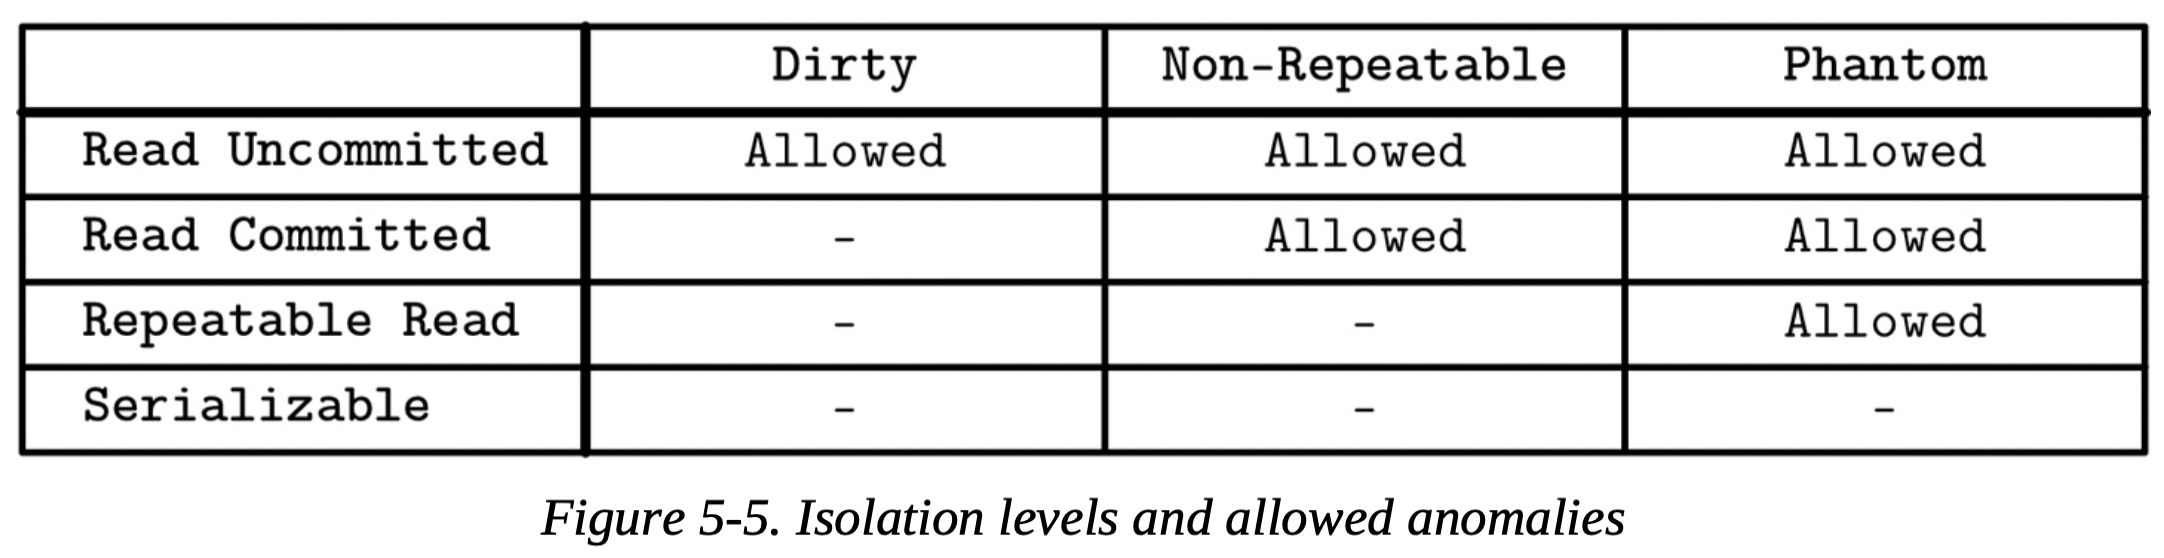 Dirty Non-Repeatable Phantom
Read Uncommitted Allowed Allowed Allowed
Read Committed - Allowed Allowed
Repeatable Read - - Allowed
Serializable - - -
Figure 5-5. Isolation levels and allowed anomalies